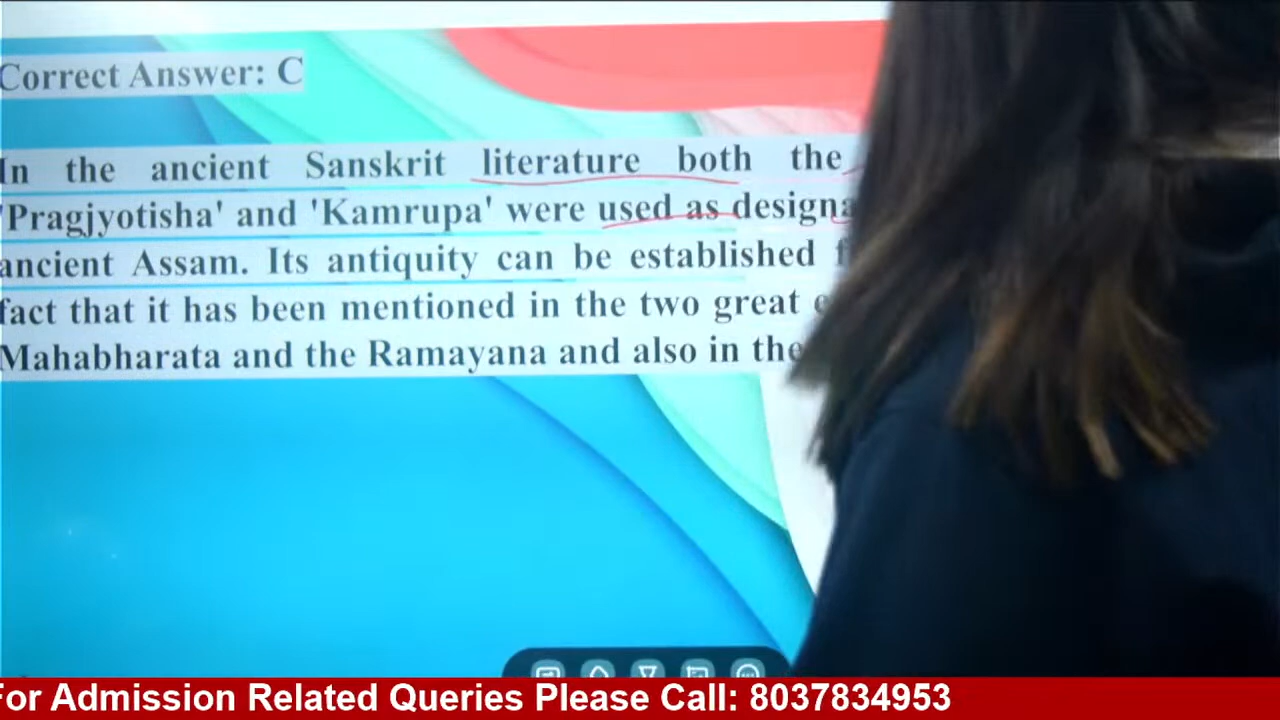 Correct Answer: C
In the ancient Sanskrit literature both the
'Pragjyotisha' and 'Kamrupa' were used as
ancient Assam. Its antiquity can be established
fact that it has been mentioned in the two great
Mahabharata and the Ramayana and also in the
For Admission Related Queries Please Call: 8037834953